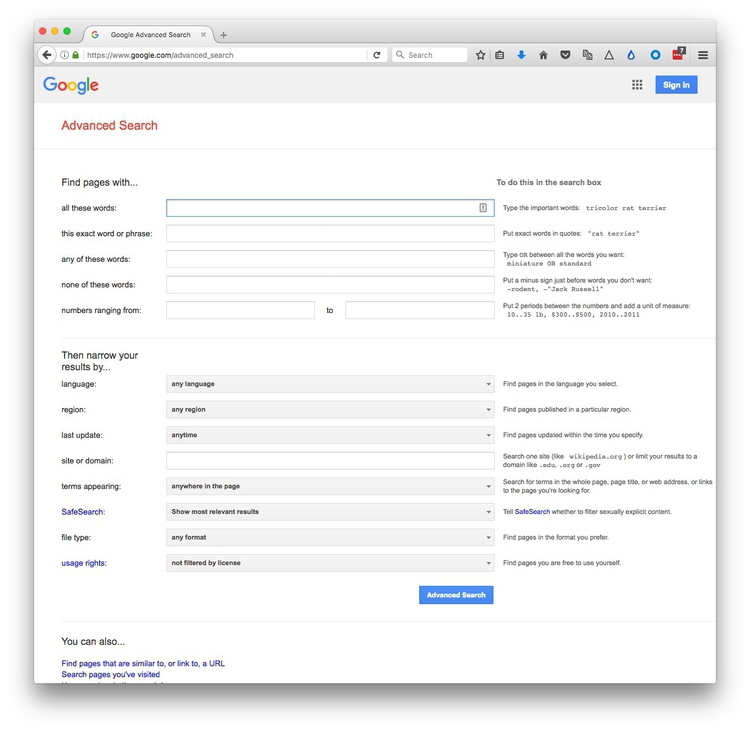 Google Advanced Search
https://www.google.com/advanced_search
Search
7
Google
Sign in
Advanced Search
Find pages with...
To do this in the search box
all these words:
Type the important words: tricolor rat terrier
this exact word or phrase:
Put exact words in quotes: "rat terrier"
any of these words:
Type OR between all the words you want:
miniature OR standard
none of these words:
Put a minus sign just before words you don't want:
-rodent, -"Jack Russell"
numbers ranging from:
to
Put 2 periods between the numbers and add a unit of measure:
10..35 lb, $300..$500, 2010..2011
Then narrow your
results by...
language:
any language
Find pages in the language you select.
region:
any region
Find pages published in a particular region.
last update:
anytime
Find pages updated within the time you specify.
site or domain:
Search one site (like wikipedia.org ) or limit your results to a
domain like .edu, .org or .gov
terms appearing:
anywhere in the page
Search for terms in the whole page, page title, or web address, or links
to the page you're looking for.
SafeSearch:
Show most relevant results
Tell SafeSearch whether to filter sexually explicit content.
file type:
any format
Find pages in the format you prefer.
usage rights:
not filtered by license
Find pages you are free to use yourself.
Advanced Search
You can also...
Find pages that are similar to, or link to, a URL
Search pages you've visited